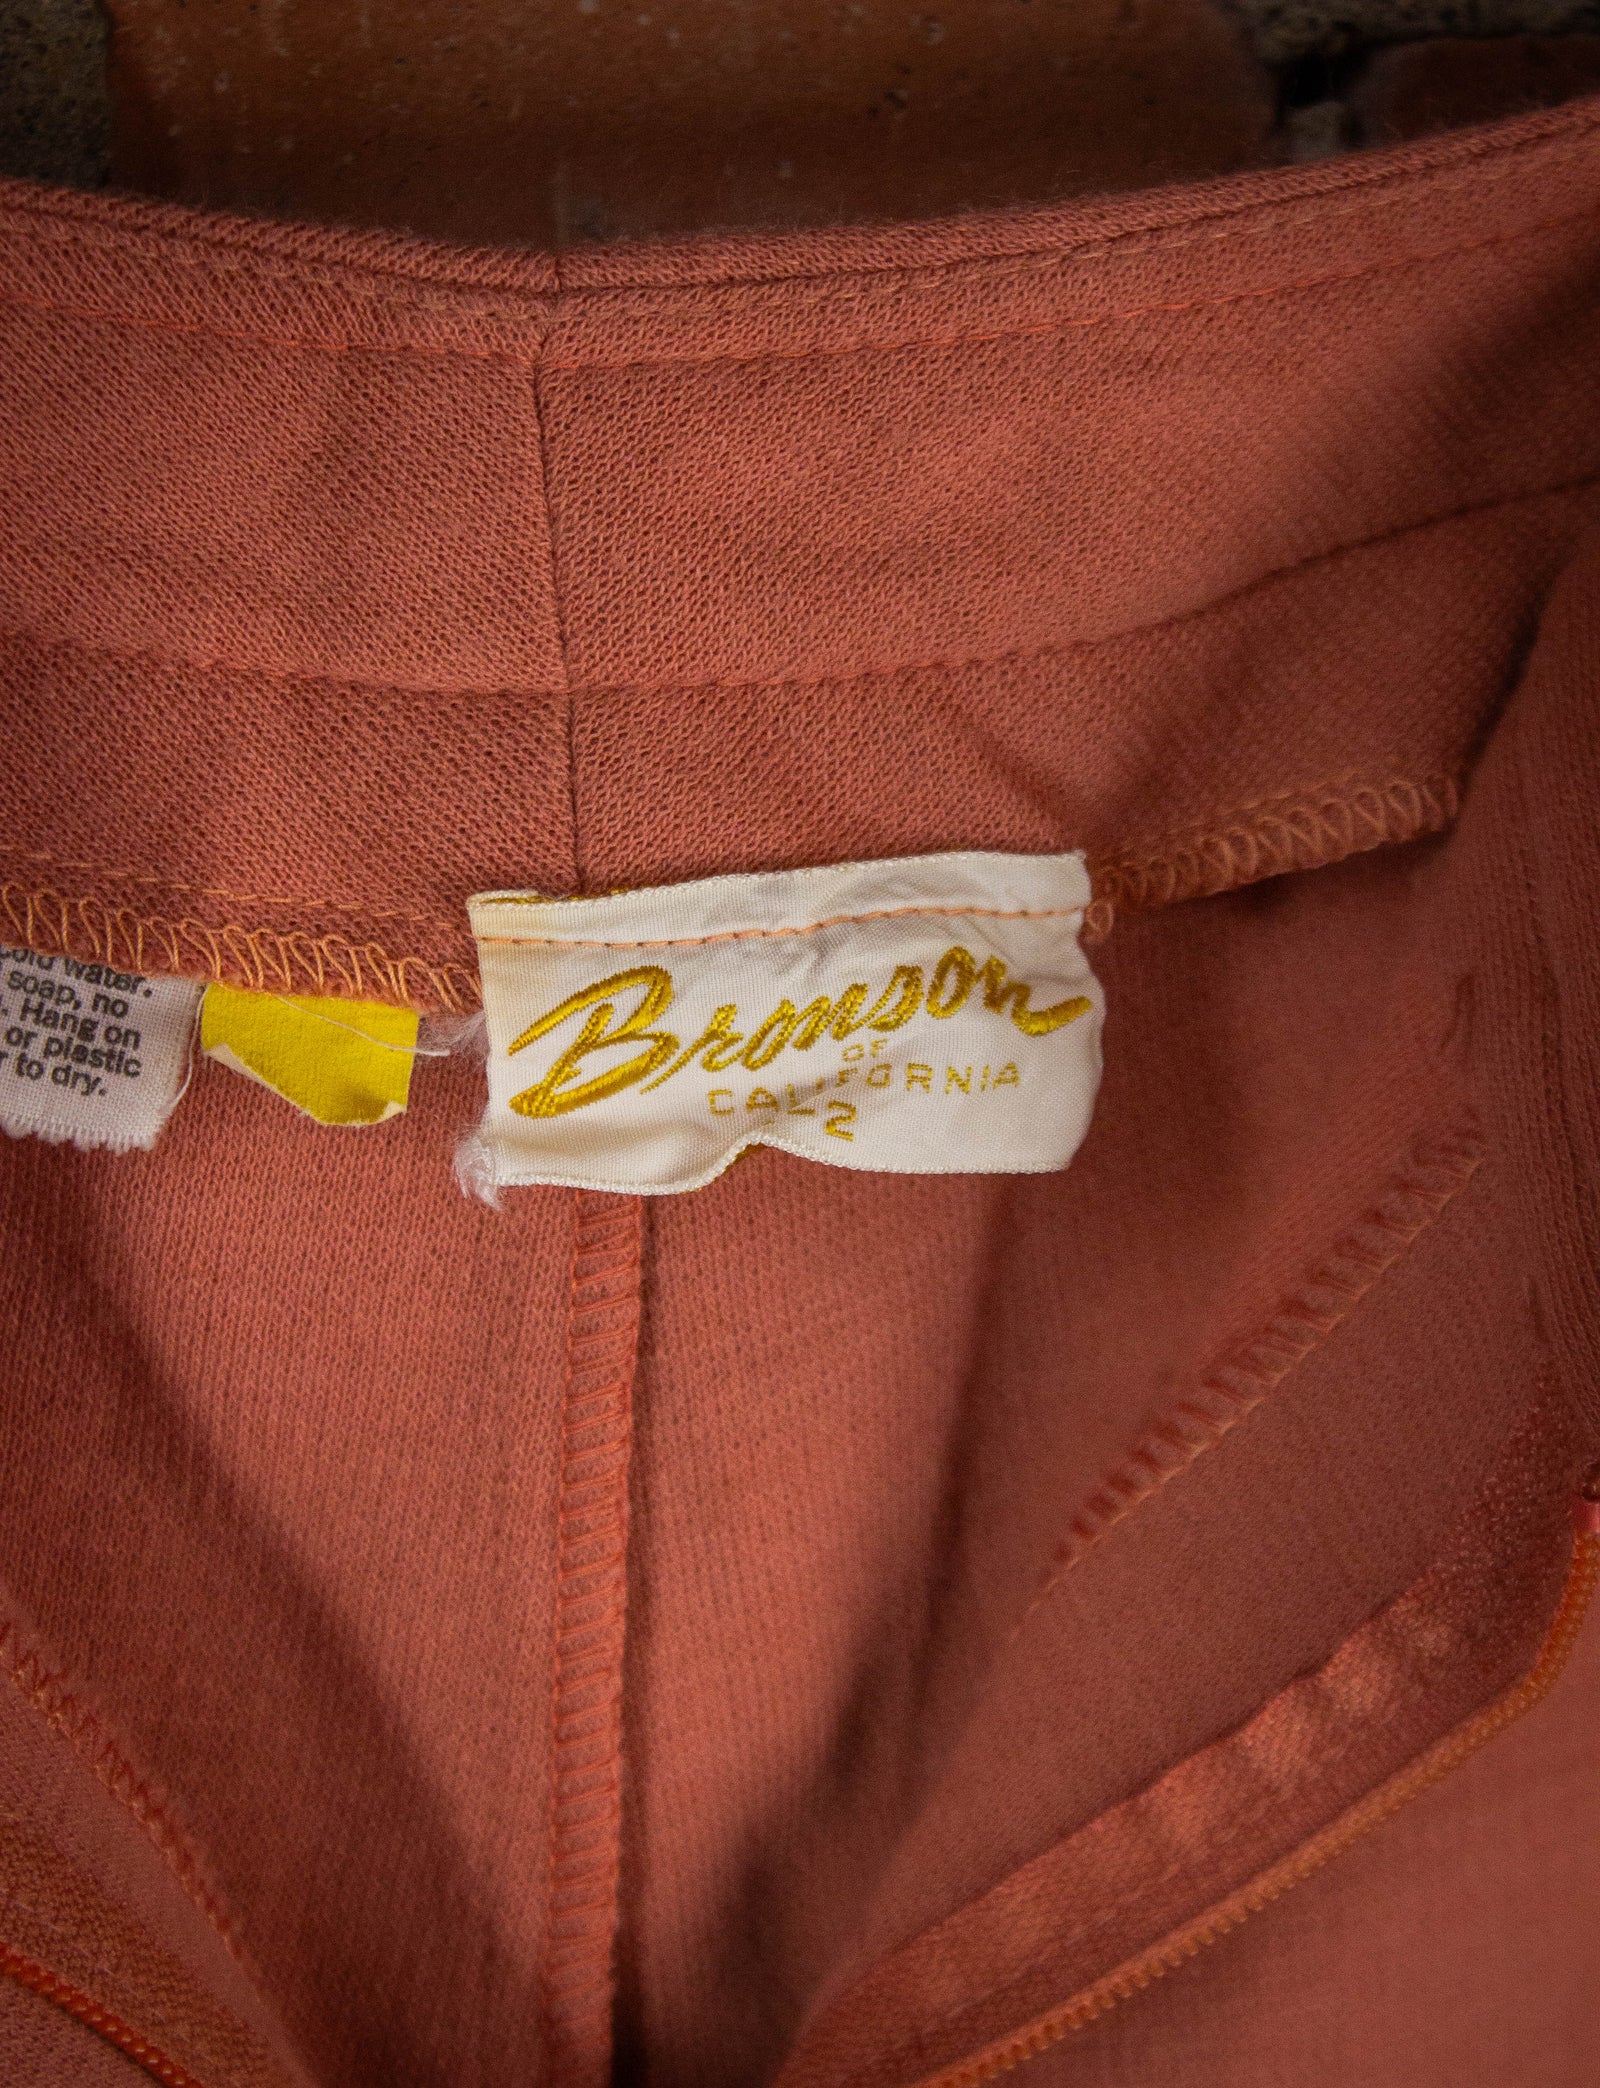 cold water.
soap, no
Hang on
or plastic
to dry.
Bronson
OF
CALIFORNIA
2